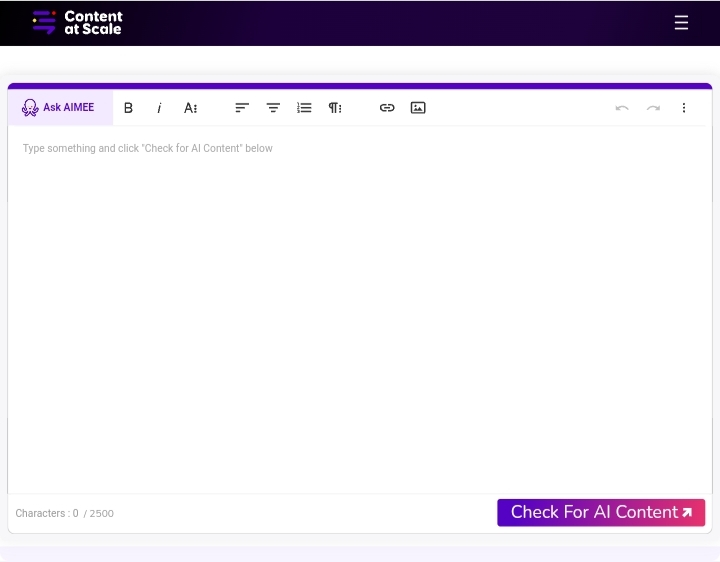 Content
at Scale
Ask AIMEE
B
i
A
Type something and click "Check for AI Content" below
Characters : 0 / 2500
Check For AI Content